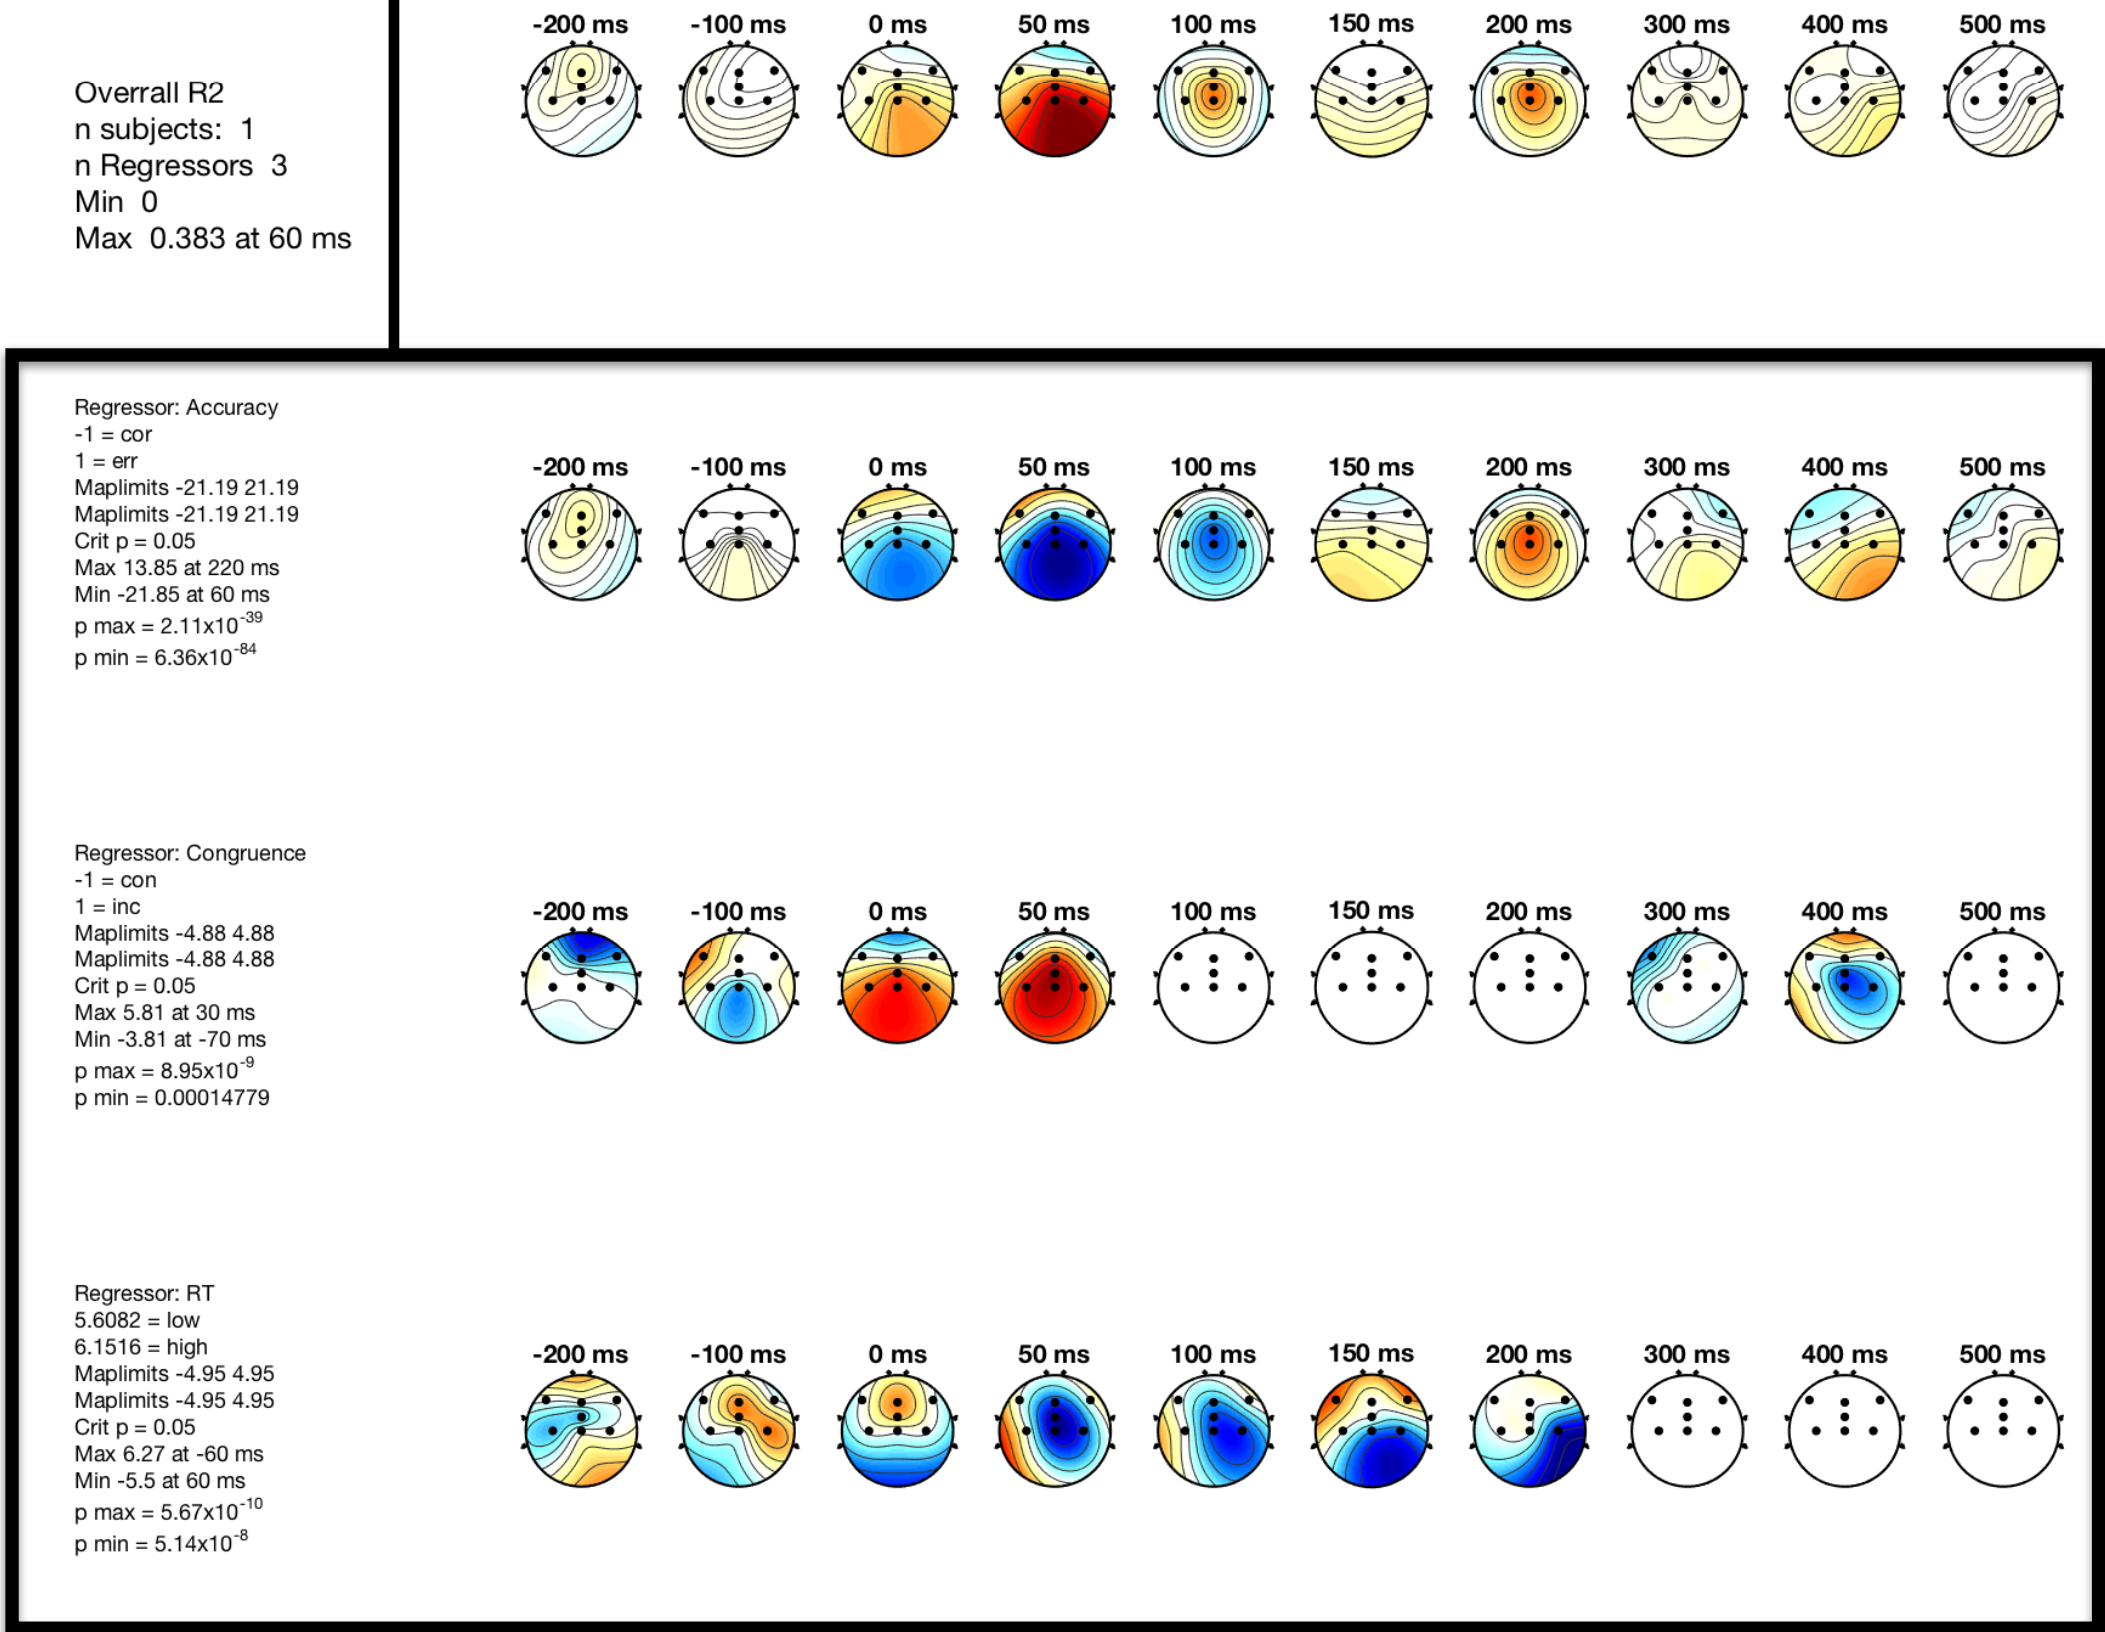 Overrall R2
n subjects:  1
n Regressors  3
Min  0
Max  0.383 at 60 ms
-200 ms -100 ms 0 ms 50 ms 100 ms 150 ms 200 ms 300 ms 400 ms 500 ms
Regressor: Accuracy
-1 = cor
1 = err
Maplimits -21.19 21.19
Maplimits -21.19 21.19
Crit p = 0.05
Max 13.85 at 220 ms
Min -21.85 at 60 ms
p max = 2.11x10^-39
p min = 6.36x10^-84
-200 ms -100 ms 0 ms 50 ms 100 ms 150 ms 200 ms 300 ms 400 ms 500 ms
Regressor: Congruence
-1 = con
1 = inc
Maplimits -4.88 4.88
Maplimits -4.88 4.88
Crit p = 0.05
Max 5.81 at 30 ms
Min -3.81 at -70 ms
p max = 8.95x10^-9
p min = 0.00014779
-200 ms -100 ms 0 ms 50 ms 100 ms 150 ms 200 ms 300 ms 400 ms 500 ms
Regressor: RT
5.6082 = low
6.1516 = high
Maplimits -4.95 4.95
Maplimits -4.95 4.95
Crit p = 0.05
Max 6.27 at -60 ms
Min -5.5 at 60 ms
p max = 5.67x10^-10
p min = 5.14x10^-8
-200 ms -100 ms 0 ms 50 ms 100 ms 150 ms 200 ms 300 ms 400 ms 500 ms